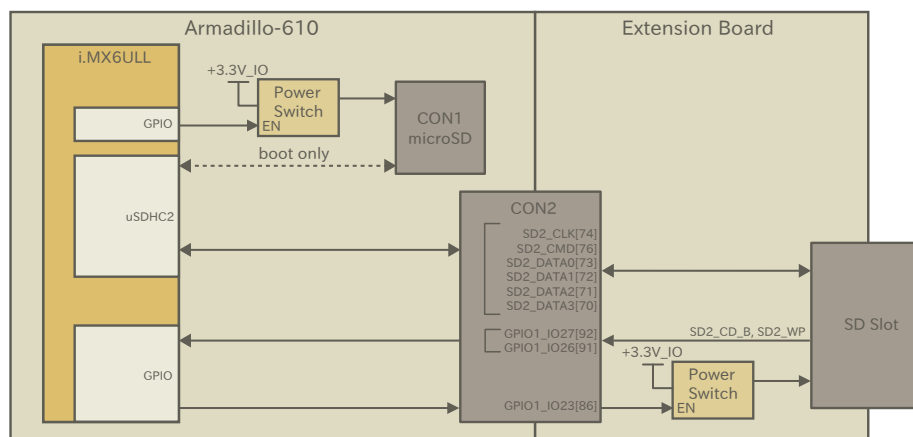 Armadillo-610
Extension Board
i.MX6ULL
+3.3V_IO
Power
Switch
EN
GPIO
CON1
microSD
boot only
uSDHC2
CON2
SD2_CLK[74]
SD2_CMD[76]
SD2_DATA0[73]
SD2_DATA1[72]
SD2_DATA2[71]
SD2_DATA3[70]
GPIO1_IO27[92]
GPIO1_IO26[91]
SD2_CD_B, SD2_WP
SD Slot
+3.3V_IO
Power
Switch
EN
GPIO
GPIO1_IO23[86]